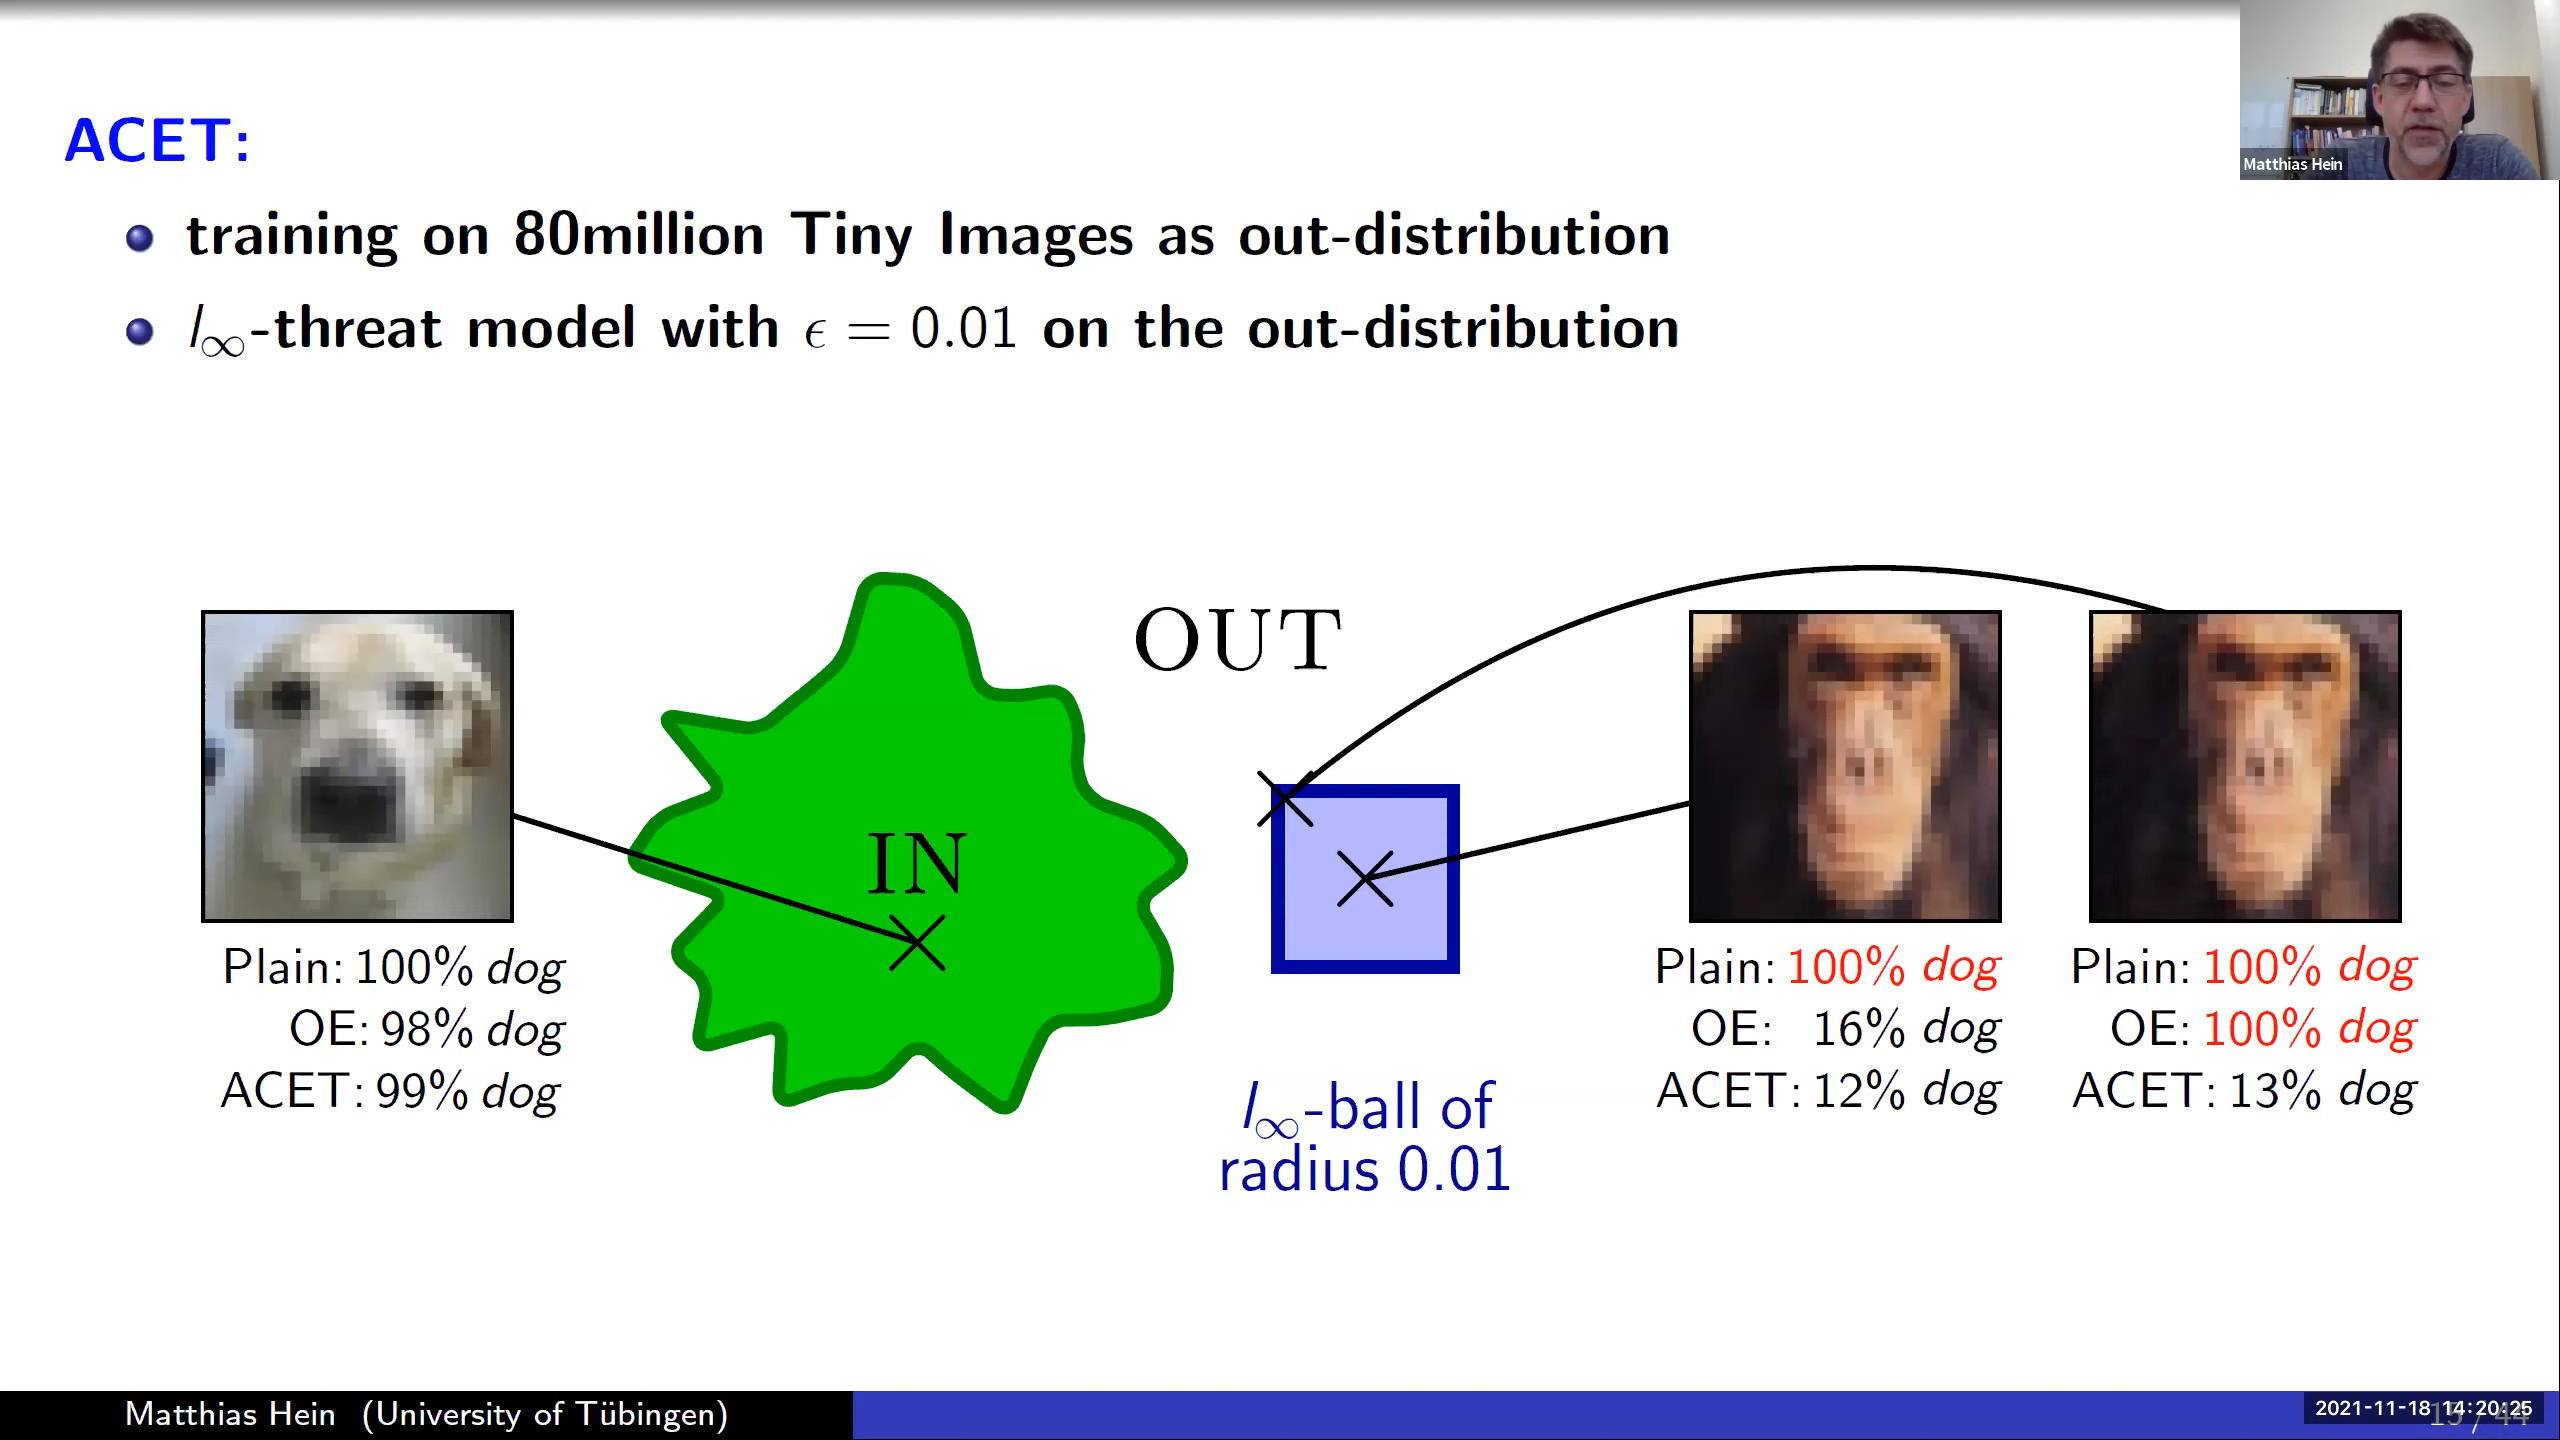 Matthias Hein
ACET:
training on 80million Tiny Images as out-distribution
l∞-threat model with ϵ = 0.01 on the out-distribution
OUT
IN
Plain: 100% dog
OE: 98% dog
ACET: 99% dog
l∞-ball of
radius 0.01
Plain: 100% dog
OE: 16% dog
ACET: 12% dog
Plain: 100% dog
OE: 100% dog
ACET: 13% dog
Matthias Hein (University of Tübingen)
2021-11-18 14:20:25
15 / 44